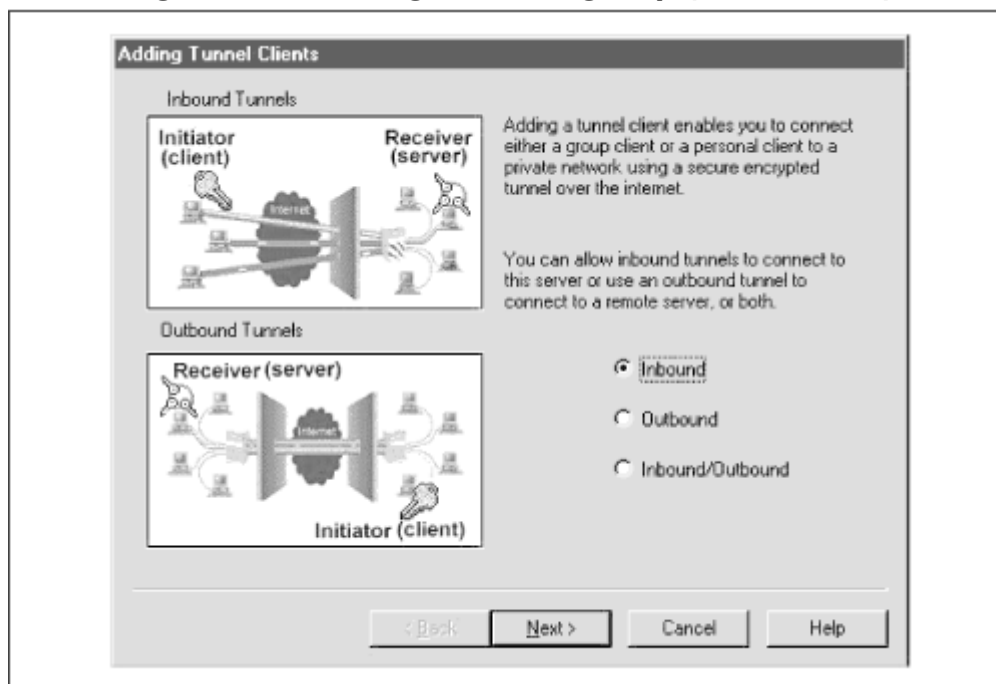 Adding Tunnel Clients
Inbound Tunnels
Initiator
(client)
Receiver
(server)
Internet
Adding a tunnel client enables you to connect
either a group client or a personal client to a
private network using a secure encrypted
tunnel over the internet.
You can allow inbound tunnels to connect to
this server or use an outbound tunnel to
connect to a remote server, or both.
Outbound Tunnels
Receiver (server)
Internet
Initiator (client)
Inbound
Outbound
Inbound/Outbound
< Back
Next >
Cancel
Help